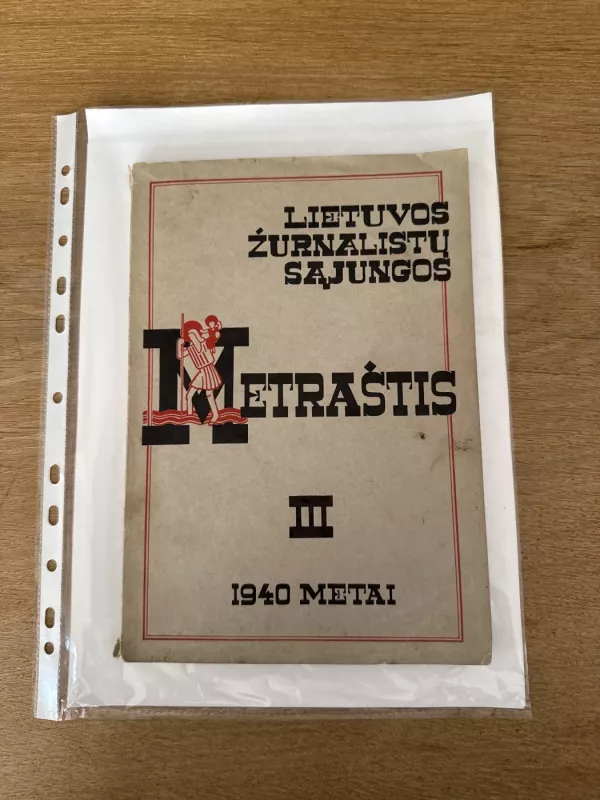 LIETUVOS
ŽURNALISTŲ
SĄJUNGOS
METRAŠTIS
III
1940 METAI